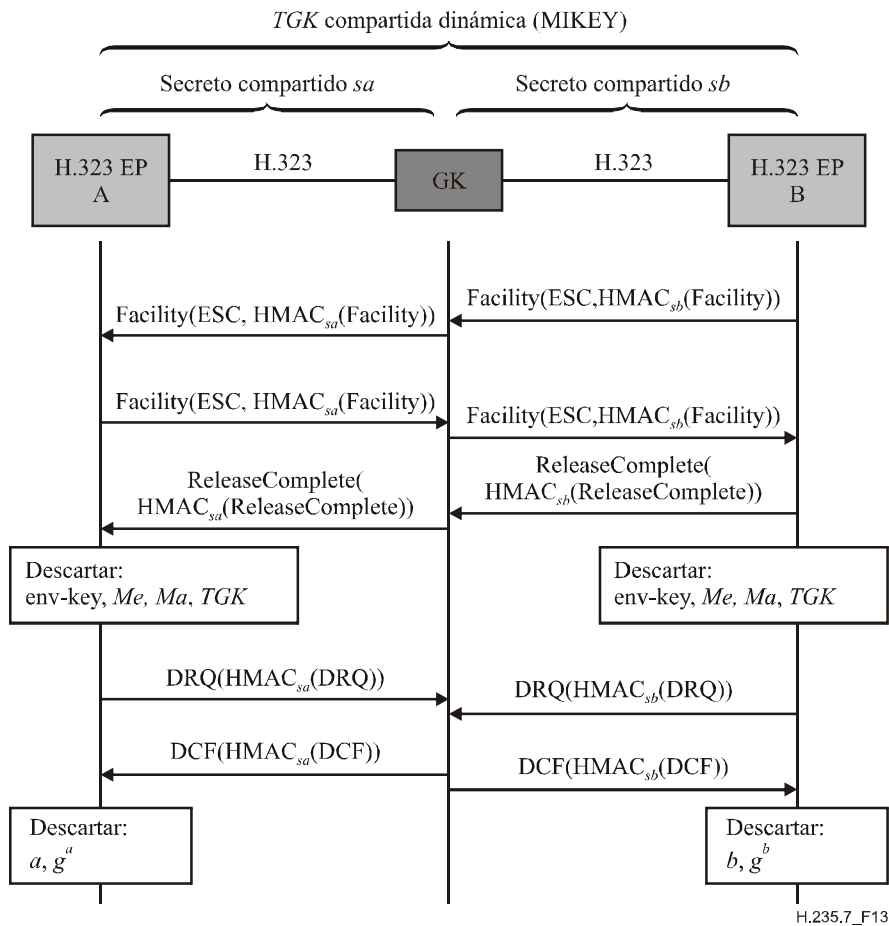 TGK compartida dinámica (MIKEY)
Secreto compartido sa
Secreto compartido sb
H.323 EP
A
H.323
GK
H.323
H.323 EP
B
Facility(ESC,HMACsb(Facility))
Facility(ESC, HMACsa(Facility))
Facility(ESC, HMACsa(Facility))
Facility(ESC,HMACsb(Facility))
ReleaseComplete(
HMACsb(ReleaseComplete))
ReleaseComplete(
HMACsa(ReleaseComplete))
Descartar:
env-key, Me, Ma, TGK
Descartar:
env-key, Me, Ma, TGK
DRQ(HMACsa(DRQ))
DRQ(HMACsb(DRQ))
DCF(HMACsa(DCF))
DCF(HMACsb(DCF))
Descartar:
a, g^a
Descartar:
b, g^b
H.235.7_F13